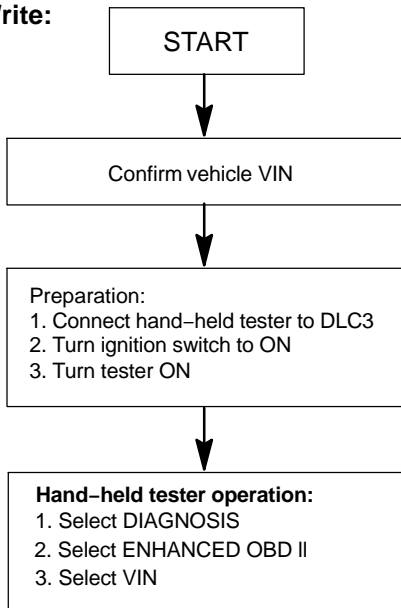 rite:
START
Confirm vehicle VIN
Preparation:
1. Connect hand−held tester to DLC3
2. Turn ignition switch to ON
3. Turn tester ON
Hand−held tester operation:
1. Select DIAGNOSIS
2. Select ENHANCED OBD II
3. Select VIN